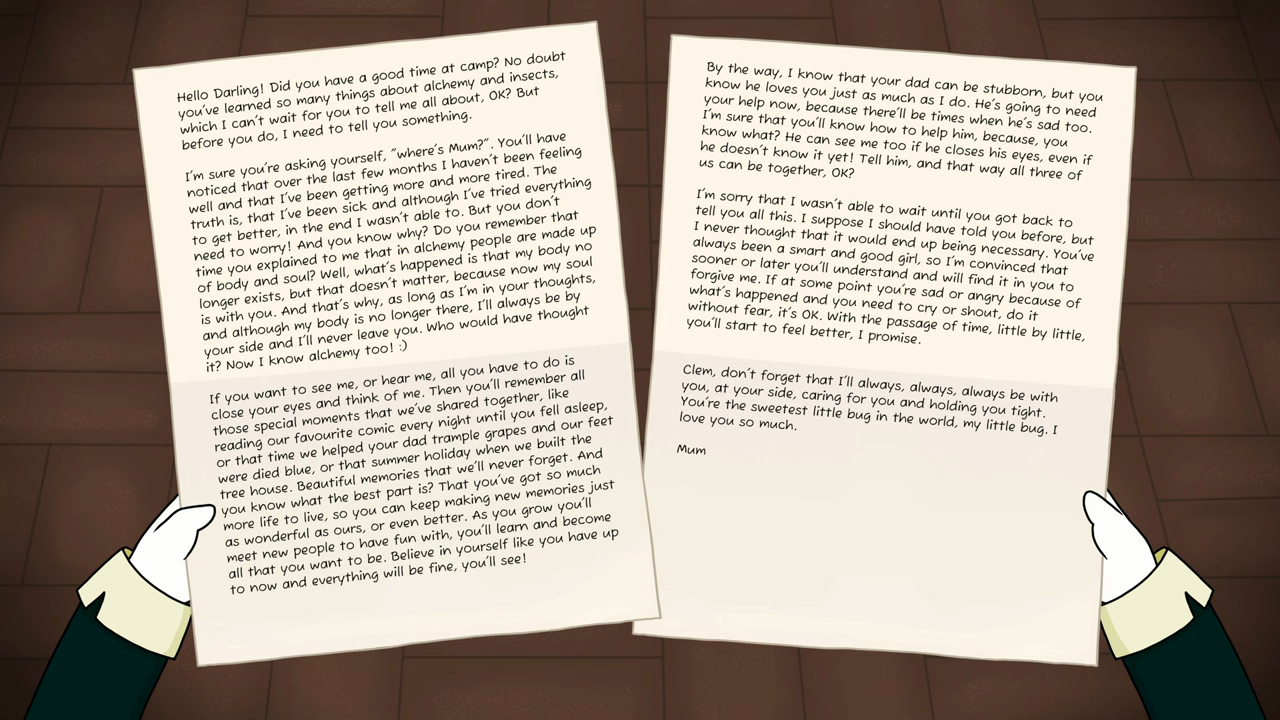 Hello Darling! Did you have a good time at camp? No doubt
you've learned so many things about alchemy and insects,
which I can't wait for you to tell me all about, OK? But
before you do, I need to tell you something.
I'm sure you're asking yourself, "where's Mum?". You'll have
noticed that over the last few months I haven't been feeling
well and that I've been getting more and more tired. The
truth is, that I've been sick and although I've tried everything
to get better, in the end I wasn't able to. But you don't
need to worry! And you know why? Do you remember that
time you explained to me that in alchemy people are made up
of body and soul? Well, what's happened is that my body no
longer exists, but that doesn't matter, because now my soul
is with you. And that's why, as long as I'm in your thoughts,
and although my body is no longer there, I'll always be by
your side and I'll never leave you. Who would have thought
it? Now I know alchemy too! :)
If you want to see me, or hear me, all you have to do is
close your eyes and think of me. Then you'll remember all
those special moments that we've shared together, like
reading our favourite comic every night until you fell asleep,
or that time we helped your dad trample grapes and our feet
were died blue, or that summer holiday when we built the
tree house. Beautiful memories that we'll never forget. And
you know what the best part is? That you've got so much
more life to live, so you can keep making new memories just
as wonderful as ours, or even better. As you grow you'll
meet new people to have fun with, you'll learn and become
all that you want to be. Believe in yourself like you have up
to now and everything will be fine, you'll see!
By the way, I know that your dad can be stubborn, but you
know he loves you just as much as I do. He's going to need
your help now, because there'll be times when he's sad too.
I'm sure that you'll know how to help him, because, you
know what? He can see me too if he closes his eyes, even if
he doesn't know it yet! Tell him, and that way all three of
us can be together, OK?
I'm sorry that I wasn't able to wait until you got back to
tell you all this. I suppose I should have told you before, but
I never thought that it would end up being necessary. You've
always been a smart and good girl, so I'm convinced that
sooner or later you'll understand and will find it in you to
forgive me. If at some point you're sad or angry because of
what's happened and you need to cry or shout, do it
without fear, it's OK. With the passage of time, little by little,
you'll start to feel better, I promise.
Clem, don't forget that I'll always, always, always be with
you, at your side, caring for you and holding you tight.
You're the sweetest little bug in the world, my little bug. I
love you so much.
Mum